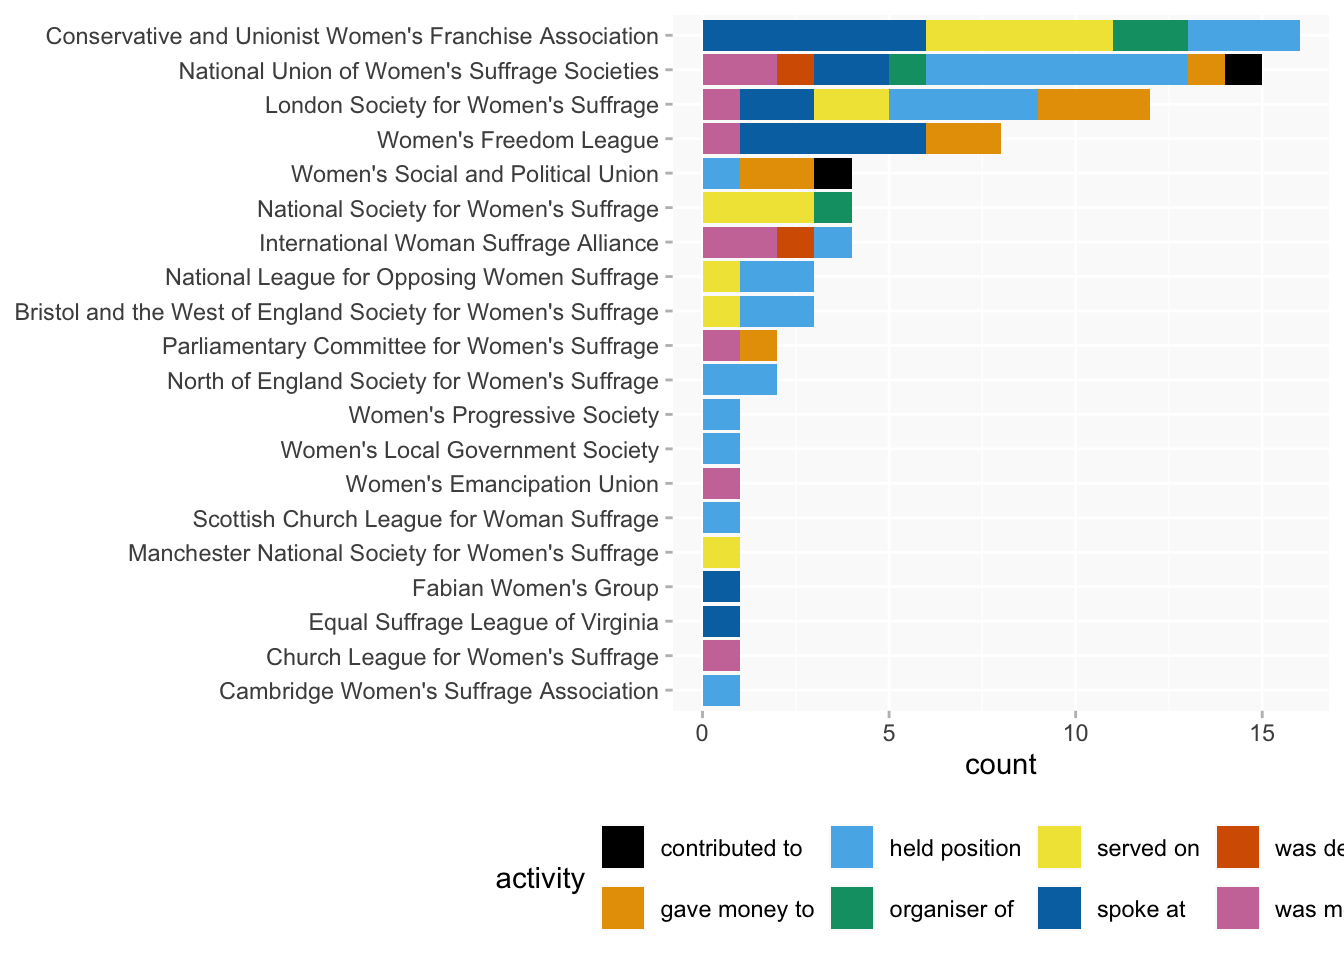 Conservative and Unionist Women's Franchise Association
National Union of Women's Suffrage Societies
London Society for Women's Suffrage
Women's Freedom League
Women's Social and Political Union
National Society for Women's Suffrage
International Woman Suffrage Alliance
National League for Opposing Women Suffrage
Bristol and the West of England Society for Women's Suffrage
Parliamentary Committee for Women's Suffrage
North of England Society for Women's Suffrage
Women's Progressive Society
Women's Local Government Society
Women's Emancipation Union
Scottish Church League for Woman Suffrage
Manchester National Society for Women's Suffrage
Fabian Women's Group
Equal Suffrage League of Virginia
Church League for Women's Suffrage
Cambridge Women's Suffrage Association
0 5 10 15
count
activity
contributed to held position served on was
gave money to organiser of spoke at was